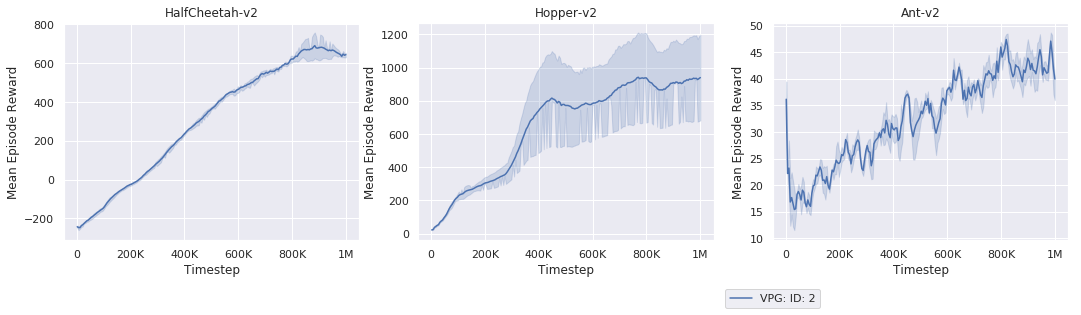 HalfCheetah-v2
Mean Episode Reward
800
600
400
200
0
−200
0 200K 400K 600K 800K 1M
Timestep
Hopper-v2
Mean Episode Reward
1200
1000
800
600
400
200
0
0 200K 400K 600K 800K 1M
Timestep
Ant-v2
Mean Episode Reward
50
45
40
35
30
25
20
15
10
0 200K 400K 600K 800K 1M
Timestep
VPG: ID: 2